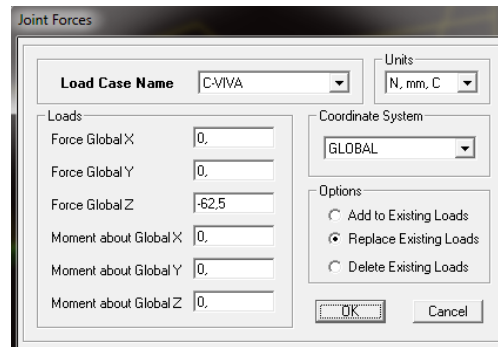 Joint Forces
Units
Load Case Name C-VIVA N, mm, C
Loads
Force Global X 0,
Force Global Y 0,
Force Global Z -62,5
Moment about Global X 0,
Moment about Global Y 0,
Moment about Global Z 0,
Coordinate System
GLOBAL
Options
Add to Existing Loads
Replace Existing Loads
Delete Existing Loads
OK Cancel